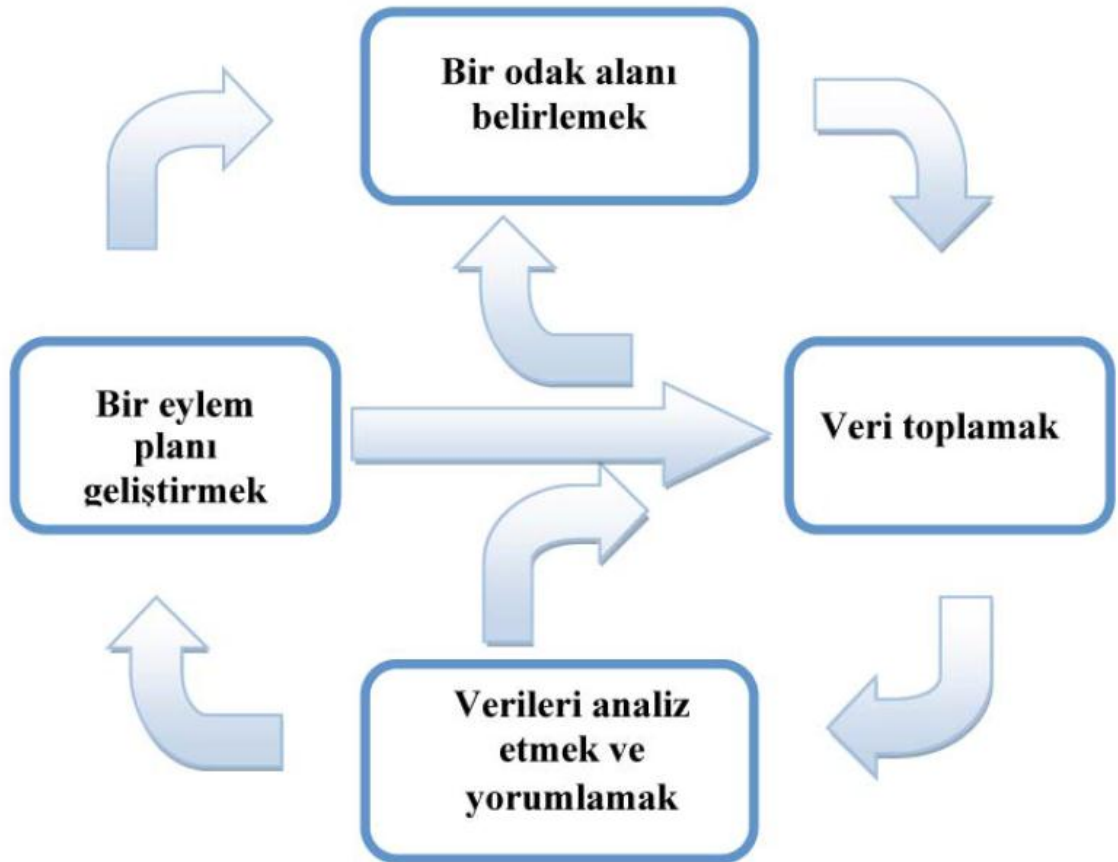 Bir odak alanı
belirlemek
Bir eylem
planı
geliştirmek
Veri toplamak
Verileri analiz
etmek ve
yorumlamak